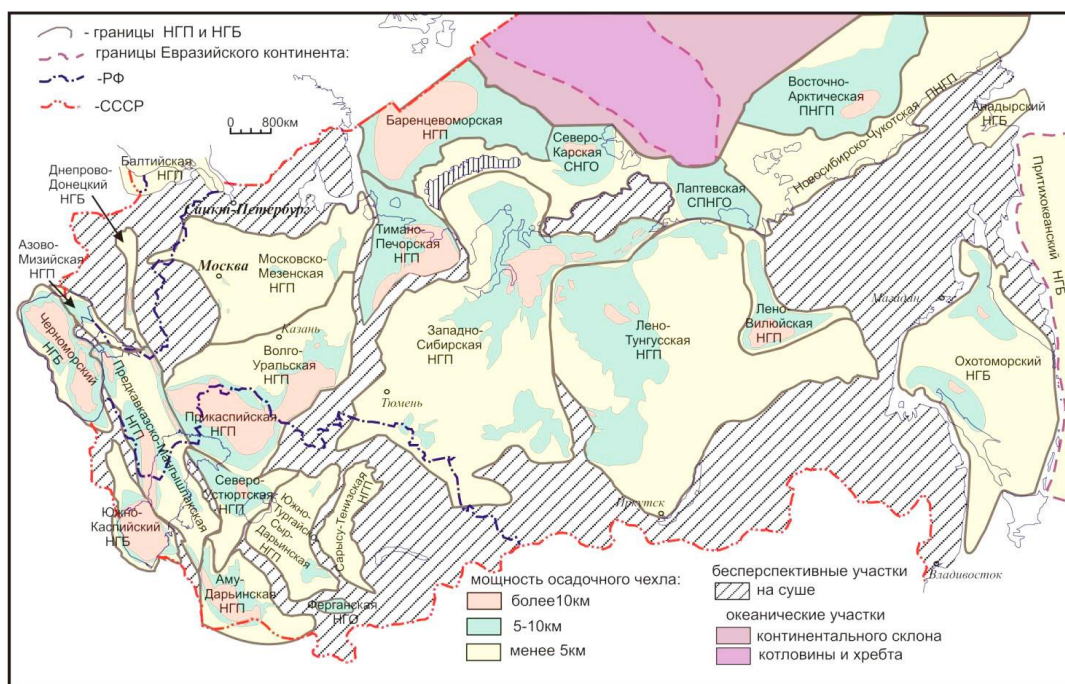 - границы НГП и НГБ
границы Евразийского континента:
-РФ
-СССР
0 800км
Днепрово-
Донецкий
НГБ
Балтийская
НГП
Санкт-Петербург
Азово-
Мизийская
НГП
Москва
Московско-
Мезенская
НГП
Казань
Волго-
Уральская
НГП
Черноморский
НГБ
Предкавказско-Мангышлакская
НГП
Прикаспийская
НГП
Северо-
Устюртская
НГП
Южно-
Каспийский
НГБ
Южно-
Тургайско-
Сыр-
Дарьинская
НГП
Сарысу-Тенизская
НГП
Аму-
Дарьинская
НГП
Ферганская
НГО
Баренцевоморская
НГП
Тимано-
Печорская
НГП
Северо-
Карская
СНГО
Лаптевская
СПНГО
Восточно-
Арктическая
ПНГП
Новосибирско-Чукотская ПНГП
Анадырский
НГБ
Притихокеанский НГБ
Западно-
Сибирская
НГП
Тюмень
Лено-
Тунгусская
НГП
Лено-
Вилюйская
НГП
Магадан
Охотоморский
НГБ
Иркутск
Владивосток
мощность осадочного чехла:
более10км
5-10км
менее 5км
бесперспективные участки
на суше
океанические участки
континентального склона
котловины и хребта